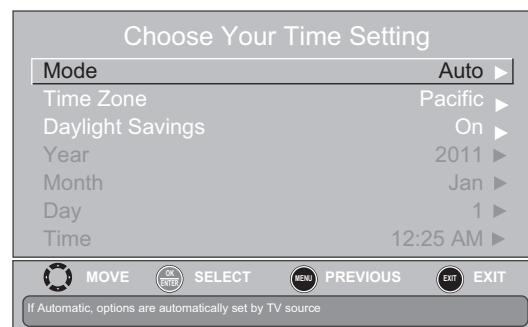 Choose Your Time Setting
Mode Auto
Time Zone Pacific
Daylight Savings On
Year 2011
Month Jan
Day 1
Time 12:25 AM
MOVE OK ENTER SELECT MENU PREVIOUS EXIT EXIT
If Automatic, options are automatically set by TV source